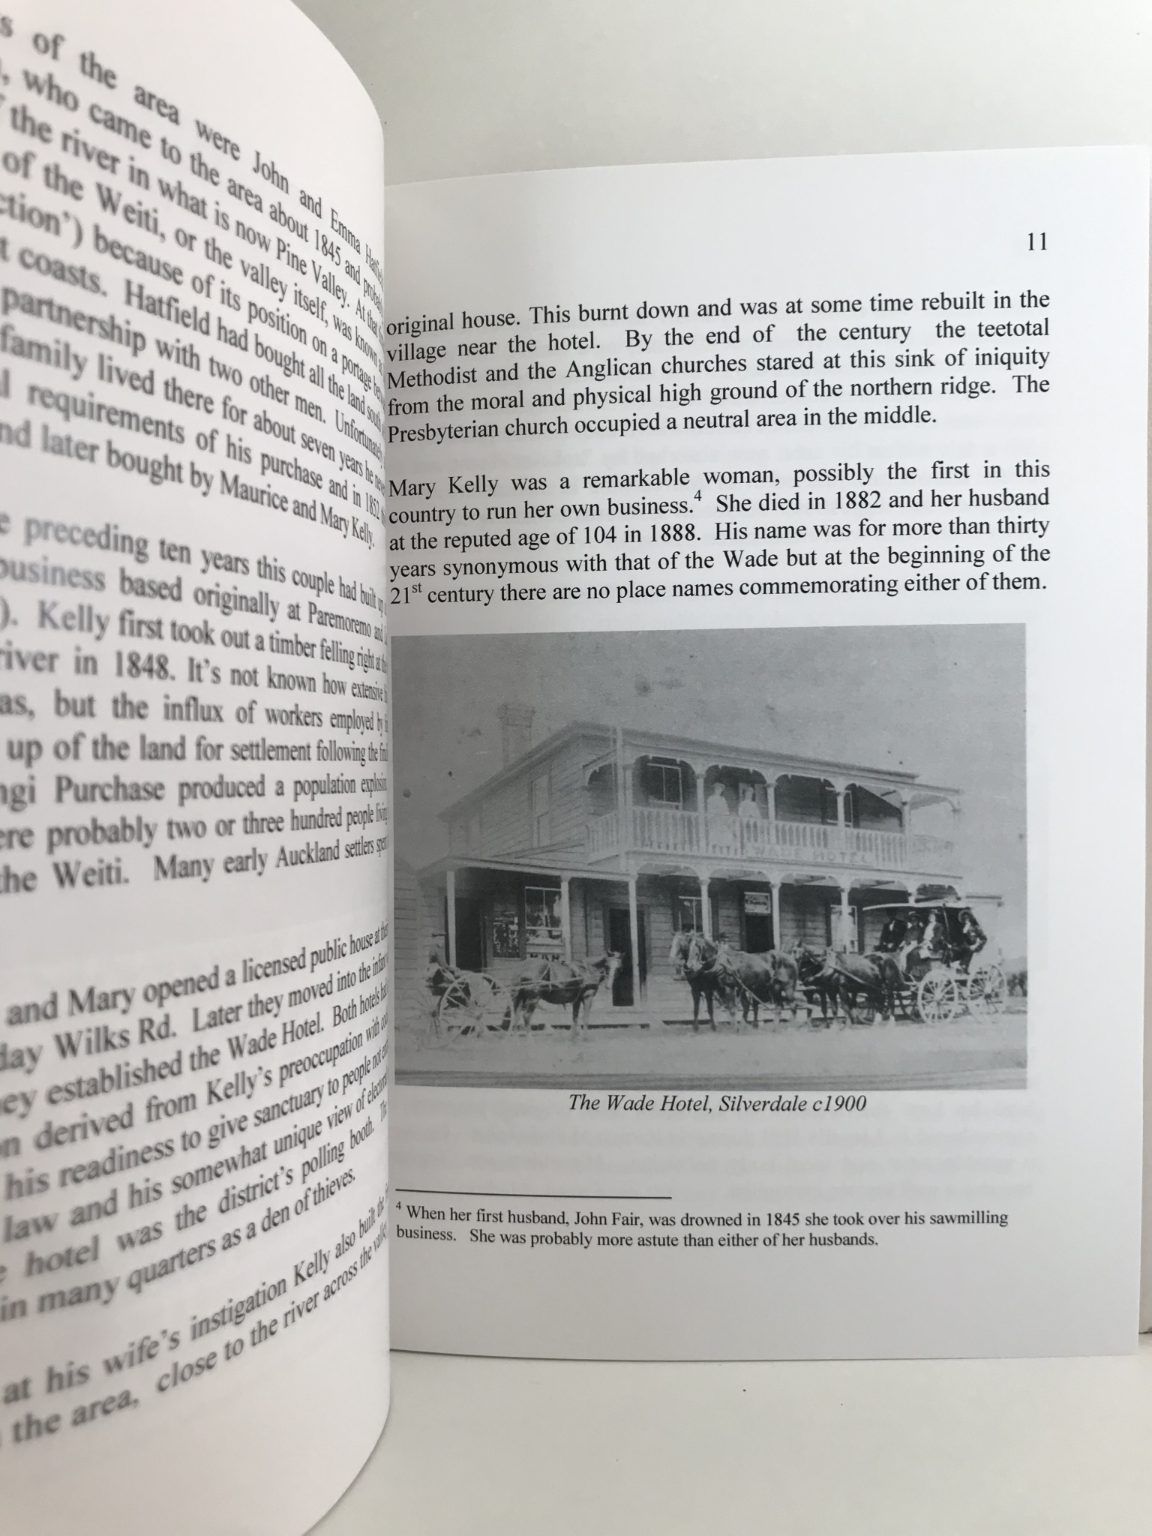 s of the area were John and Emma
, who came to the area about 1845 and
the river in what is now Pine Valley. At that
of the Weiti, or the valley itself, was known
ction') because of its position on a portage
t coasts. Hatfield had bought all the land south
partnership with two other men. Unfortunately
family lived there for about seven years he
l requirements of his purchase and in 1862
nd later bought by Maurice and Mary Kelly.
e preceding ten years this couple had built up
business based originally at Paremoremo and
). Kelly first took out a timber felling right at
river in 1848. It's not known how extensive
as, but the influx of workers employed by
up of the land for settlement following the
ngi Purchase produced a population explosion
ere probably two or three hundred people living
the Weiti. Many early Auckland settlers spent
and Mary opened a licensed public house at their
day Wilks Rd. Later they moved into the
ey established the Wade Hotel. Both hotels
on derived from Kelly's preoccupation with
his readiness to give sanctuary to people not
law and his somewhat unique view of
e hotel was the district's polling booth. The
in many quarters as a den of thieves.
at his wife's instigation Kelly also built the
the area, close to the river across the valley
11
original house. This burnt down and was at some time rebuilt in the
village near the hotel. By the end of the century the teetotal
Methodist and the Anglican churches stared at this sink of iniquity
from the moral and physical high ground of the northern ridge. The
Presbyterian church occupied a neutral area in the middle.
Mary Kelly was a remarkable woman, possibly the first in this
country to run her own business.4 She died in 1882 and her husband
at the reputed age of 104 in 1888. His name was for more than thirty
years synonymous with that of the Wade but at the beginning of the
21st century there are no place names commemorating either of them.
WADE HOTEL
The Wade Hotel, Silverdale c1900
4 When her first husband, John Fair, was drowned in 1845 she took over his sawmilling
business. She was probably more astute than either of her husbands.